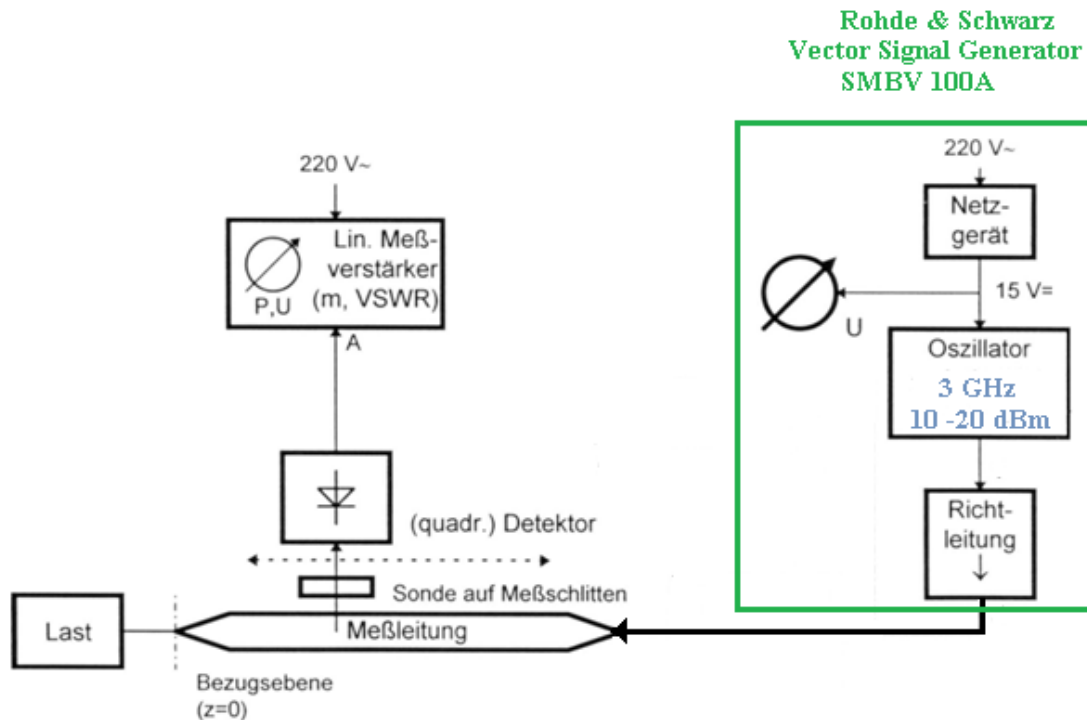 Rohde & Schwarz
Vector Signal Generator
SMBV 100A
220 V~
Netz-
gerät
15 V=
U
Oszillator
3 GHz
10 -20 dBm
Richt-
leitung
220 V~
Lin. Meß-
verstärker
(m, VSWR)
P,U
A
(quadr.) Detektor
Sonde auf Meßschlitten
Last
Meßleitung
Bezugsebene
(z=0)